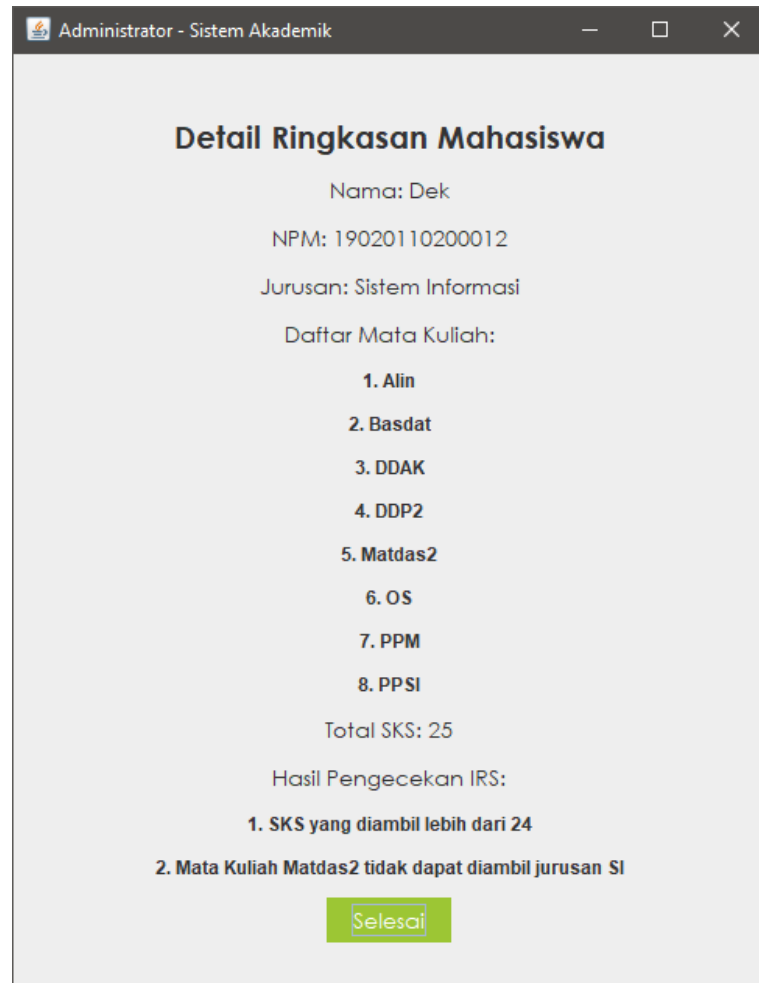 Administrator - Sistem Akademik
Detail Ringkasan Mahasiswa
Nama: Dek
NPM: 19020110200012
Jurusan: Sistem Informasi
Daftar Mata Kuliah:
1. Alin
2. Basdat
3. DDAK
4. DDP2
5. Matdas2
6. OS
7. PPM
8. PPSI
Total SKS: 25
Hasil Pengecekan IRS:
1. SKS yang diambil lebih dari 24
2. Mata Kuliah Matdas2 tidak dapat diambil jurusan SI
Selesai